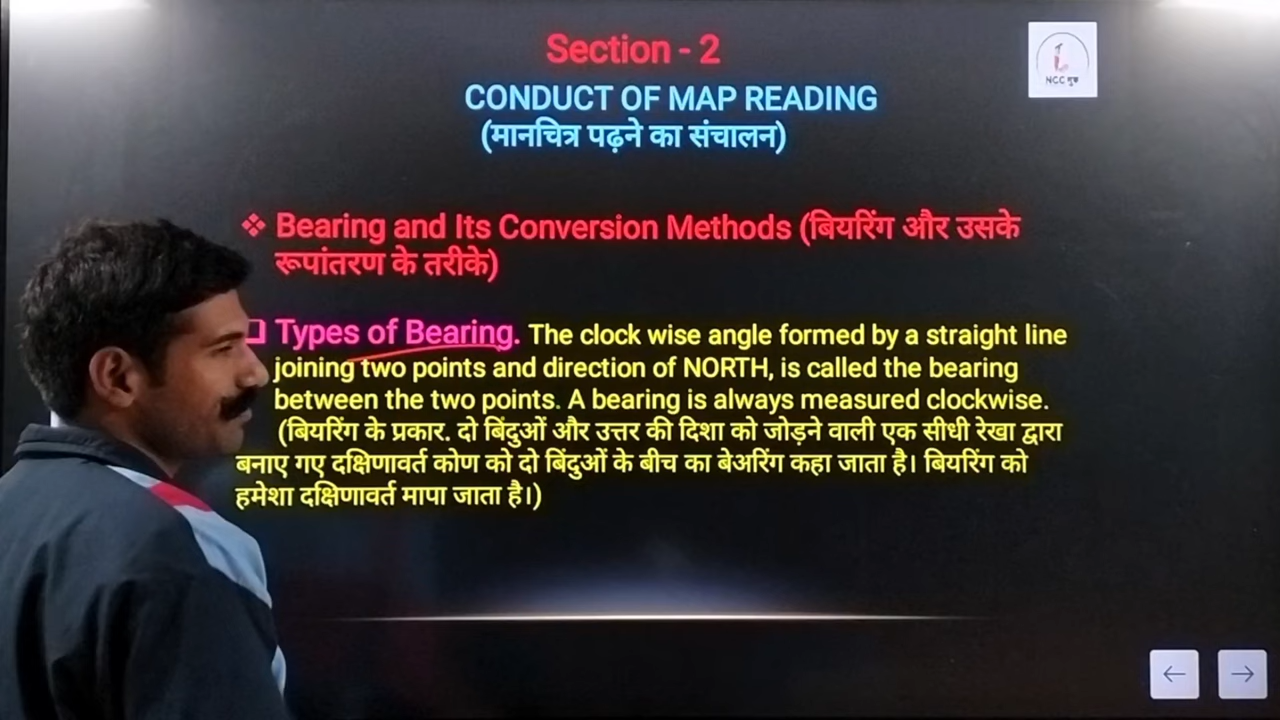 Section - 2
NCC गुरु
CONDUCT OF MAP READING
(मानचित्र पढ़ने का संचालन)
❖ Bearing and Its Conversion Methods (बियरिंग और उसके
रूपांतरण के तरीके)
Types of Bearing. The clock wise angle formed by a straight line
joining two points and direction of NORTH, is called the bearing
between the two points. A bearing is always measured clockwise.
(बियरिंग के प्रकार. दो बिंदुओं और उत्तर की दिशा को जोड़ने वाली एक सीधी रेखा द्वारा
बनाए गए दक्षिणावर्त कोण को दो बिंदुओं के बीच का बेअरिंग कहा जाता है। बियरिंग को
हमेशा दक्षिणावर्त मापा जाता है।)